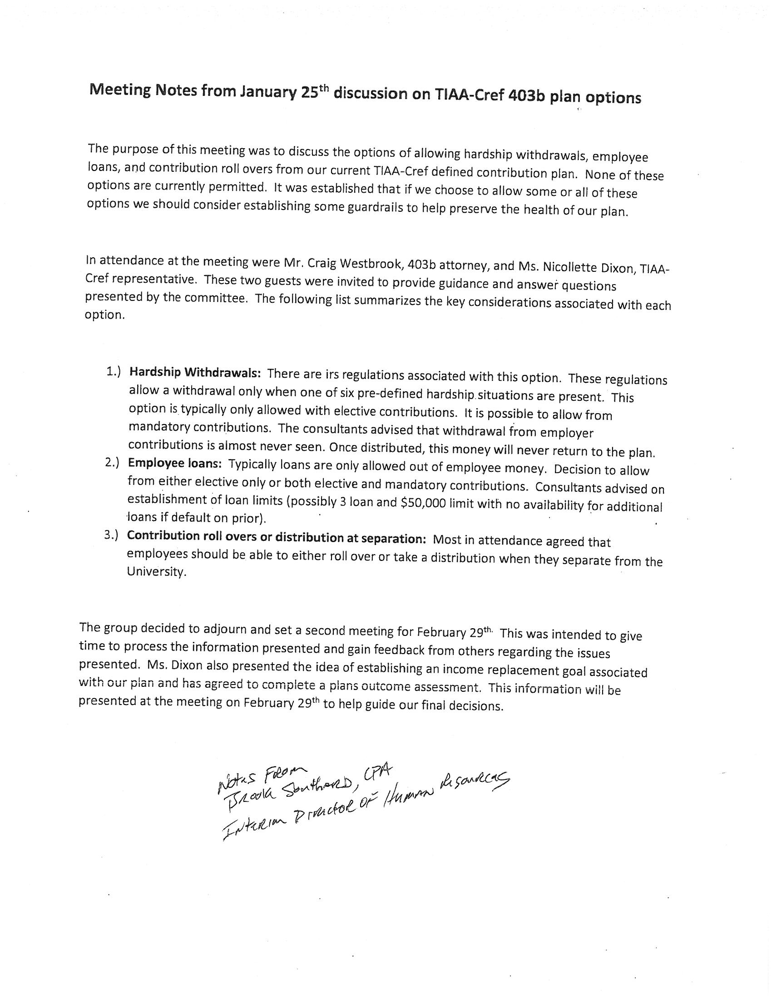 Meeting Notes from January 25th discussion on TIAA-Cref 403b plan options
The purpose of this meeting was to discuss the options of allowing hardship withdrawals, employee
loans, and contribution roll overs from our current TIAA-Cref defined contribution plan. None of these
options are currently permitted. It was established that if we choose to allow some or all of these
options we should consider establishing some guardrails to help preserve the health of our plan.
In attendance at the meeting were Mr. Craig Westbrook, 403b attorney, and Ms. Nicollette Dixon, TIAA-
Cref representative. These two guests were invited to provide guidance and answer questions
presented by the committee. The following list summarizes the key considerations associated with each
option.
1.) Hardship Withdrawals: There are irs regulations associated with this option. These regulations
allow a withdrawal only when one of six pre-defined hardship situations are present. This
option is typically only allowed with elective contributions. It is possible to allow from
mandatory contributions. The consultants advised that withdrawal from employer
contributions is almost never seen. Once distributed, this money will never return to the plan.
2.) Employee loans: Typically loans are only allowed out of employee money. Decision to allow
from either elective only or both elective and mandatory contributions. Consultants advised on
establishment of loan limits (possibly 3 loan and $50,000 limit with no availability for additional
loans if default on prior).
3.) Contribution roll overs or distribution at separation: Most in attendance agreed that
employees should be able to either roll over or take a distribution when they separate from the
University.
The group decided to adjourn and set a second meeting for February 29th. This was intended to give
time to process the information presented and gain feedback from others regarding the issues
presented. Ms. Dixon also presented the idea of establishing an income replacement goal associated
with our plan and has agreed to complete a plans outcome assessment. This information will be
presented at the meeting on February 29th to help guide our final decisions.
Notes From
Brook Southard, CPA
Interim Director of Human Resources